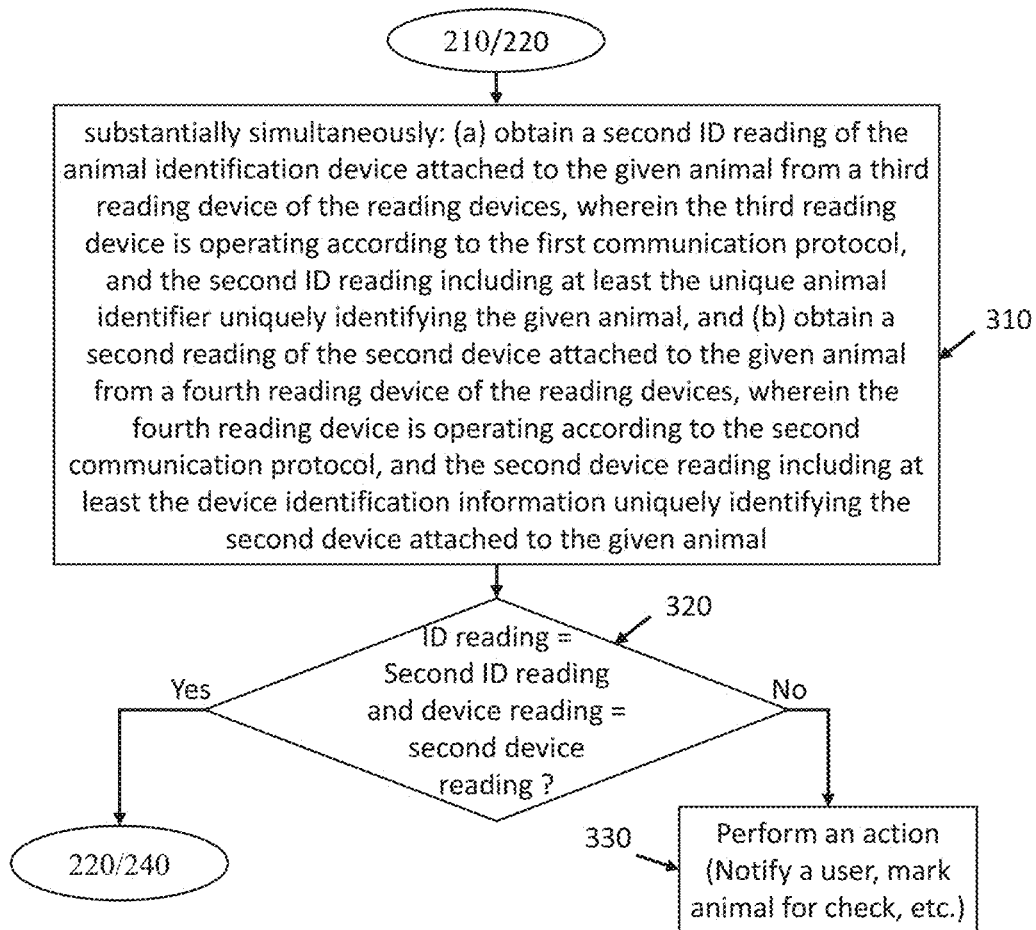 210/220
substantially simultaneously: (a) obtain a second ID reading of the
animal identification device attached to the given animal from a third
reading device of the reading devices, wherein the third reading
device is operating according to the first communication protocol,
and the second ID reading including at least the unique animal
identifier uniquely identifying the given animal, and (b) obtain a
second reading of the second device attached to the given animal
from a fourth reading device of the reading devices, wherein the
fourth reading device is operating according to the second
communication protocol, and the second device reading including at
least the device identification information uniquely identifying the
second device attached to the given animal
310
320
ID reading =
Second ID reading
and device reading =
second device
reading ?
Yes
No
220/240
330
Perform an action
(Notify a user, mark
animal for check, etc.)